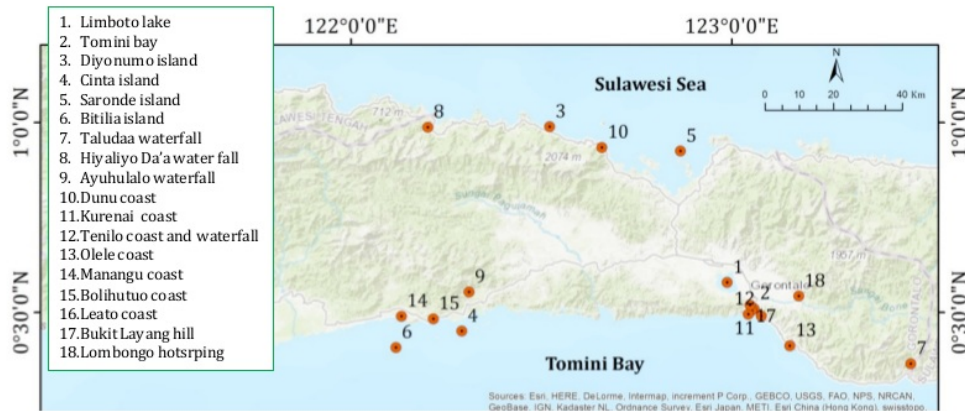 1. Limboto lake
2. Tomini bay
3. Diyonumo island
4. Cinta island
5. Saronde island
6. Bitilia island
7. Taludaa waterfall
8. Hiyaliyo Da'a water fall
9. Ayuhulalo waterfall
10.Dunu coast
11.Kurenai coast
12.Tenilo coast and waterfall
13.Olele coast
14.Manangu coast
15.Bolihutuo coast
16.Leato coast
17.Bukit Layang hill
18.Lombongo hotsrping
122°0'0"E 123°0'0"E
Sulawesi Sea
N
0 10 20 40 Km
1°0'0"N 1°0'0"N
AWESI TENGAH 712 m
8 3 10 5
2074 m
Sungai Paguyaman
1967 m
1 Gorontalo 18
9 2
14 15 12 17
6 4 11 13 7
GORONTALO
0°30'0"N 0°30'0"N
Tomini Bay
Sources: Esri, HERE, DeLorme, Intermap, increment P Corp., GEBCO, USGS, FAO, NPS, NRCAN,
GeoBase, IGN, Kadaster NL, Ordnance Survey, Esri Japan, METI, Esri China (Hong Kong), swisstopo,